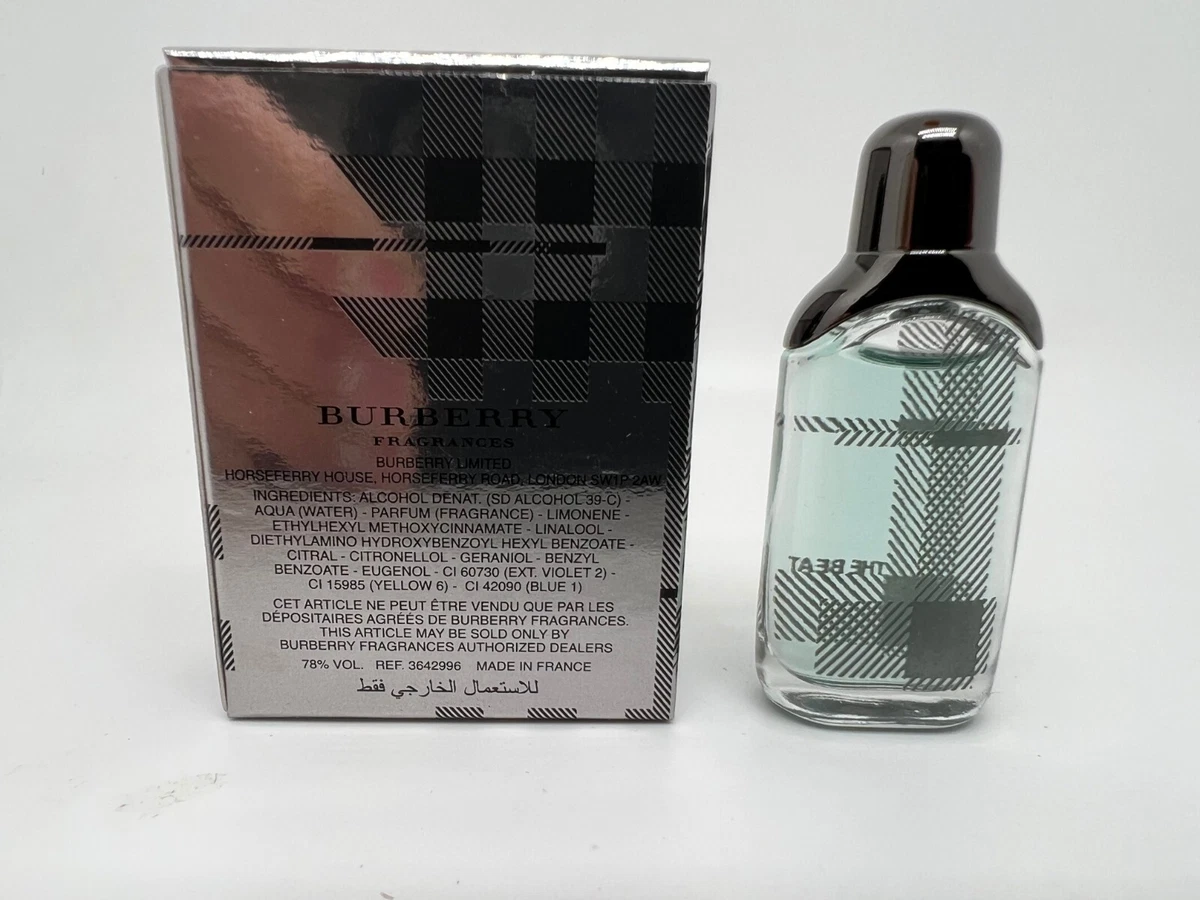 BURBERRY
FRAGRANCES
BURBERRY LIMITED
HORSEFERRY HOUSE, HORSEFERRY ROAD, LONDON SW1P 2AW
INGREDIENTS: ALCOHOL DENAT. (SD ALCOHOL 39-C) -
AQUA (WATER) - PARFUM (FRAGRANCE) - LIMONENE -
ETHYLHEXYL METHOXYCINNAMATE - LINALOOL -
DIETHYLAMINO HYDROXYBENZOYL HEXYL BENZOATE -
CITRAL - CITRONELLOL - GERANIOL - BENZYL
BENZOATE - EUGENOL - CI 60730 (EXT. VIOLET 2) -
CI 15985 (YELLOW 6) - CI 42090 (BLUE 1)
CET ARTICLE NE PEUT ÊTRE VENDU QUE PAR LES
DÉPOSITAIRES AGRÉÉS DE BURBERRY FRAGRANCES.
THIS ARTICLE MAY BE SOLD ONLY BY
BURBERRY FRAGRANCES AUTHORIZED DEALERS
78% VOL. REF. 3642996 MADE IN FRANCE
للاستعمال الخارجي فقط
THE BEAT